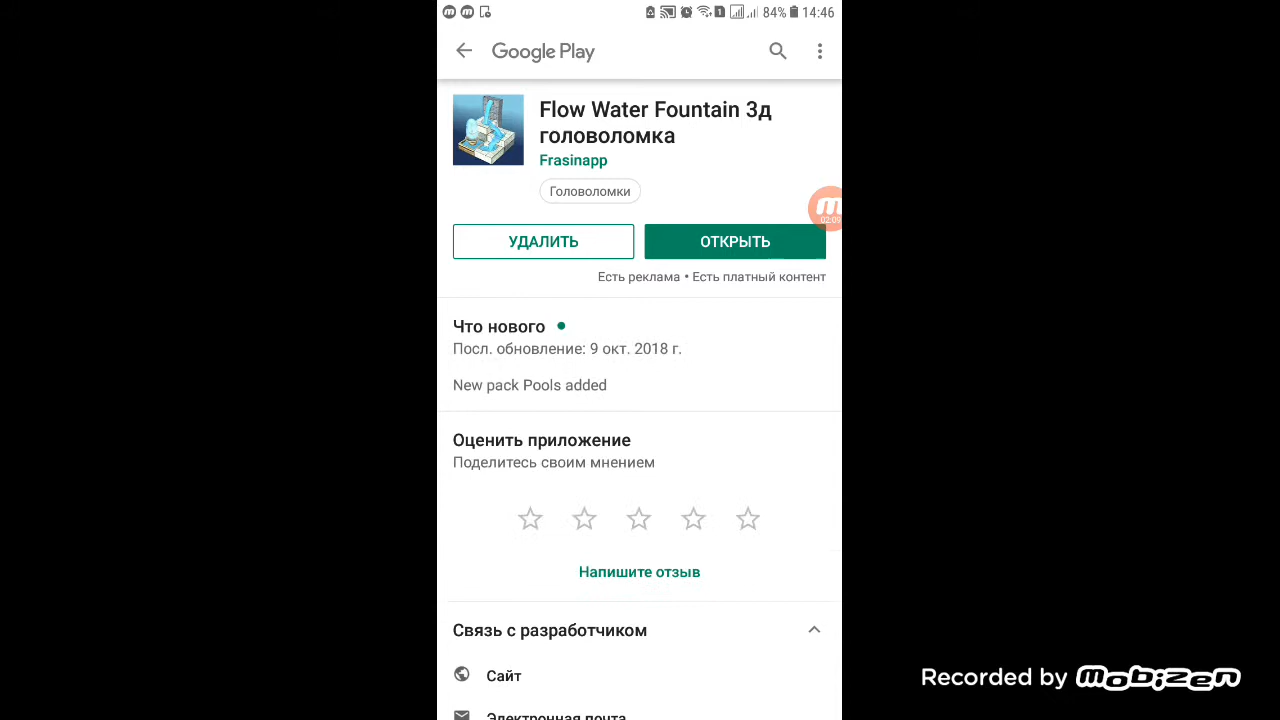 84% 14:46
Google Play
Flow Water Fountain 3д
головоломка
Frasinapp
Головоломки
02:09
УДАЛИТЬ ОТКРЫТЬ
Есть реклама • Есть платный контент
Что нового
Посл. обновление: 9 окт. 2018 г.
New pack Pools added
Оценить приложение
Поделитесь своим мнением
Напишите отзыв
Связь с разработчиком
Сайт
Электронная почта
Recorded by mobizen